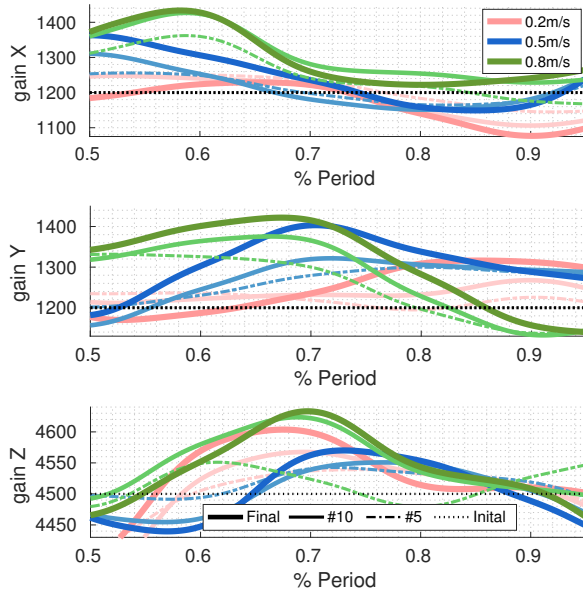 gain X
1400
1300
1200
1100
0.2m/s
0.5m/s
0.8m/s
0.5 0.6 0.7 0.8 0.9
% Period
gain Y
1400
1300
1200
0.5 0.6 0.7 0.8 0.9
% Period
gain Z
4600
4550
4500
4450
Final #10 #5 Inital
0.5 0.6 0.7 0.8 0.9
% Period